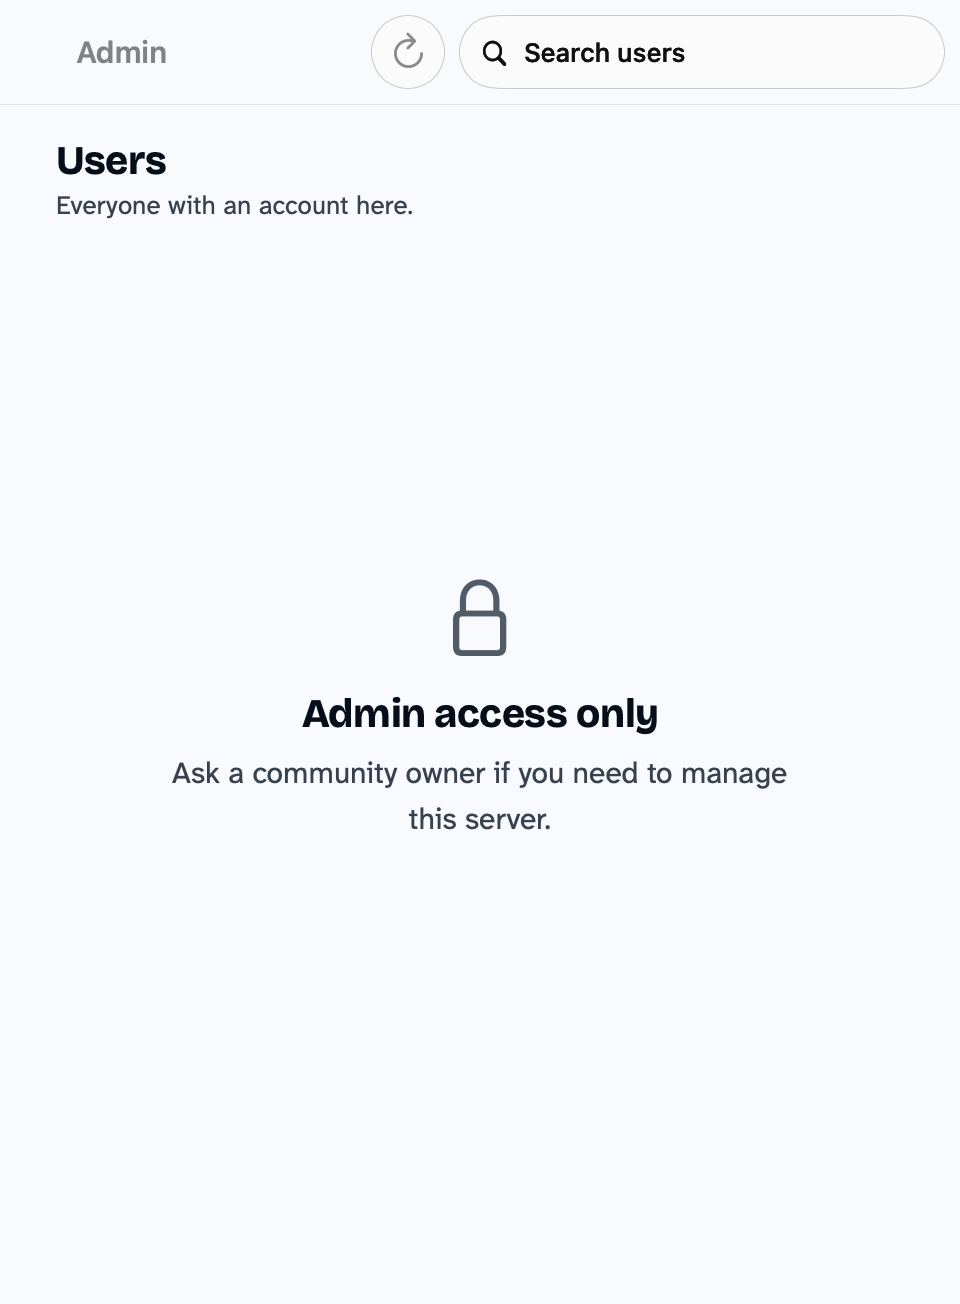 Admin
Search users
Users
Everyone with an account here.
Admin access only
Ask a community owner if you need to manage
this server.